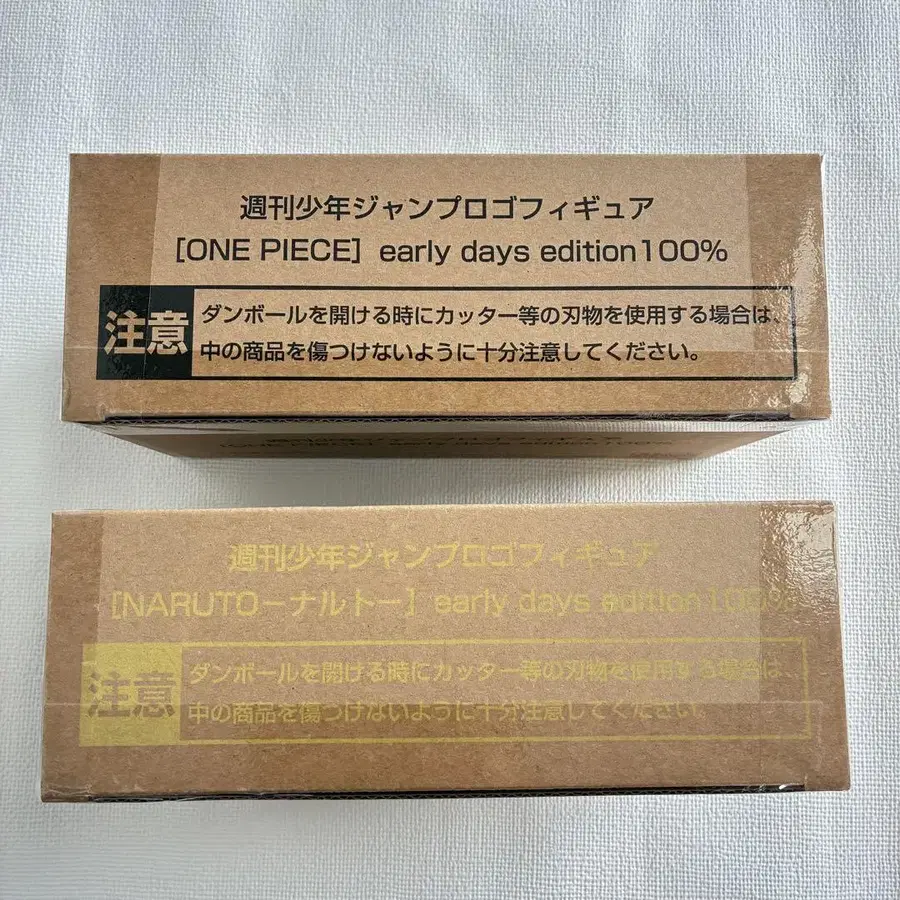 週刊少年ジャンプロゴフィギュア
[ONE PIECE] early days edition100%
注意
ダンボールを開ける時にカッター等の刃物を使用する場合は、
中の商品を傷つけないように十分注意してください。
週刊少年ジャンプロゴフィギュア
[NARUTO－ナルト－] early days edition100%
注意
ダンボールを開ける時にカッター等の刃物を使用する場合は、
中の商品を傷つけないように十分注意してください。